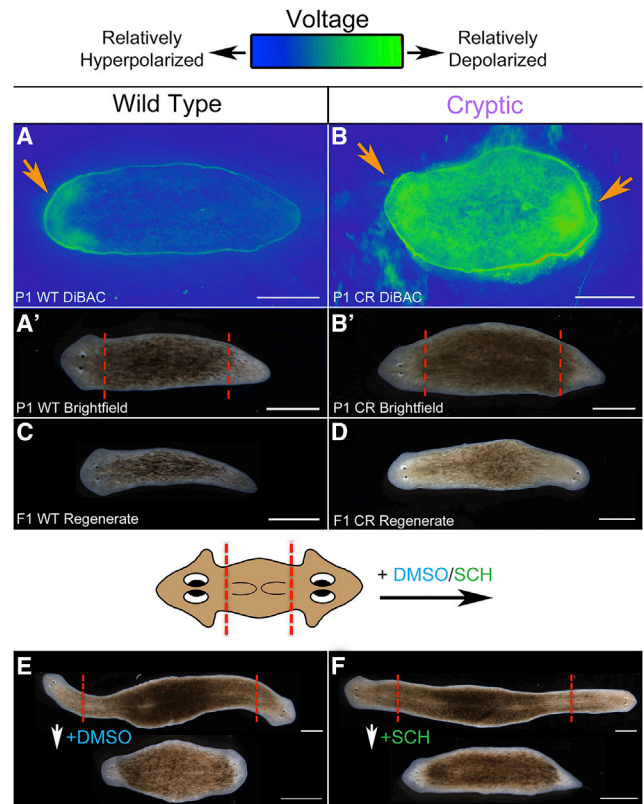 Voltage
Relatively
Hyperpolarized
Relatively
Depolarized
Wild Type
Cryptic
A
B
P1 WT DiBAC
P1 CR DiBAC
A'
B'
P1 WT Brightfield
P1 CR Brightfield
C
D
F1 WT Regenerate
F1 CR Regenerate
+ DMSO/SCH
E
F
+DMSO
+SCH